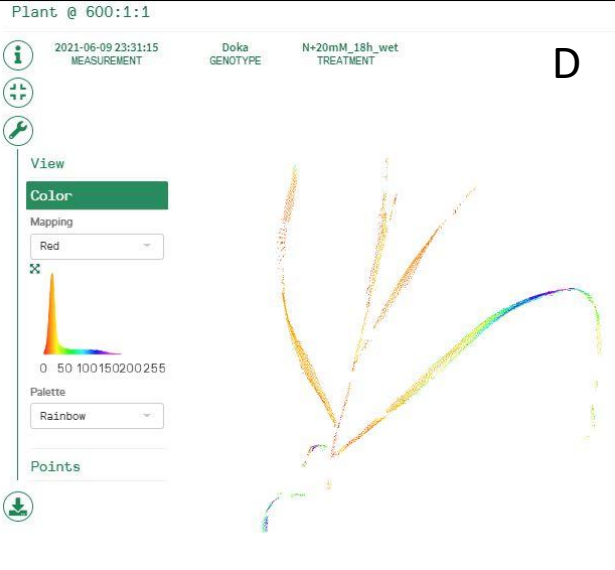 Plant @ 600:1:1
2021-06-09 23:31:15
MEASUREMENT
Doka
GENOTYPE
N+20mM_18h_wet
TREATMENT
D
i
View
Color
Mapping
Red
0 50 100150200255
Palette
Rainbow
Points